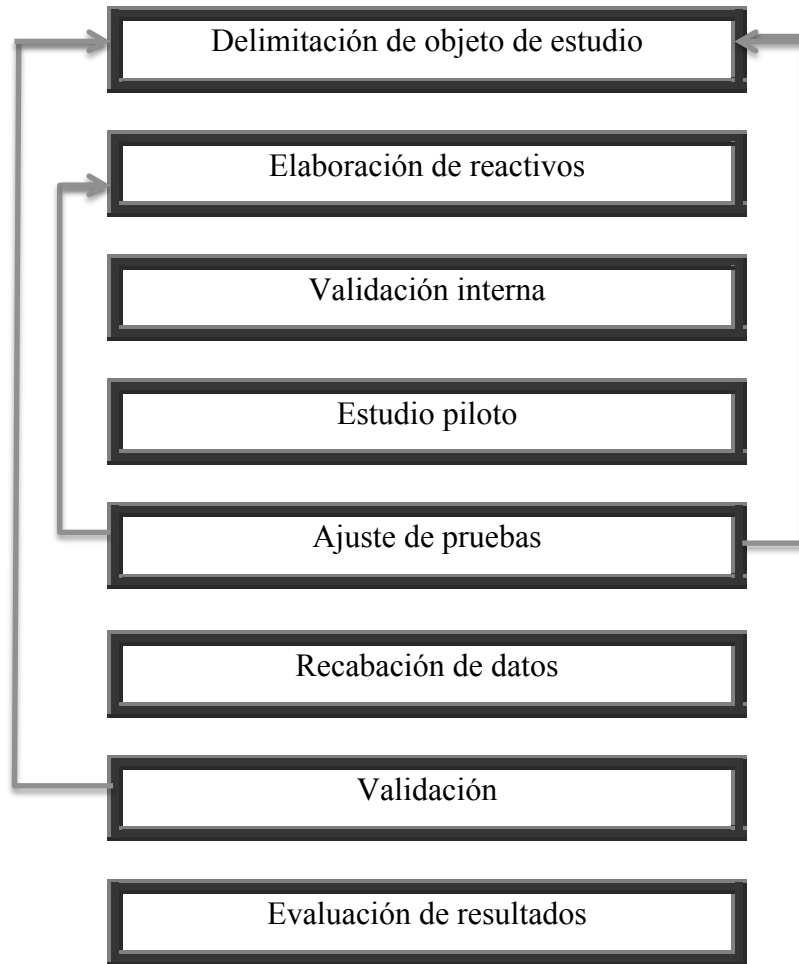 Delimitación de objeto de estudio
Elaboración de reactivos
Validación interna
Estudio piloto
Ajuste de pruebas
Recabación de datos
Validación
Evaluación de resultados